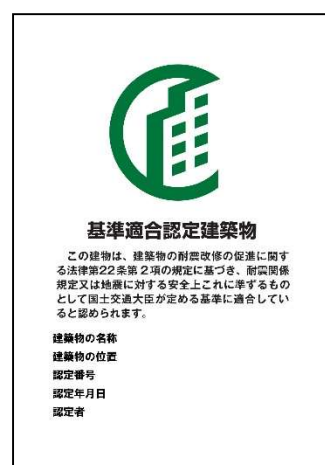 基準適合認定建築物
この建物は、建築物の耐震改修の促進に関す
る法律第22条第2項の規定に基づき、耐震関係
規定又は地震に対する安全上これに準ずるもの
として国土交通大臣が定める基準に適合してい
ると認められます。
建築物の名称
建築物の位置
認定番号
認定年月日
認定者